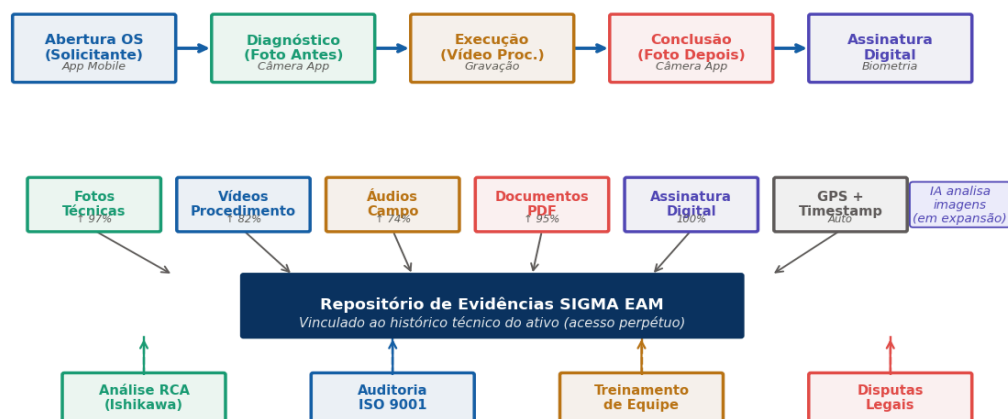 Abertura OS
(Solicitante)
App Mobile
Diagnóstico
(Foto Antes)
Câmera App
Execução
(Vídeo Proc.)
Gravação
Conclusão
(Foto Depois)
Câmera App
Assinatura
Digital
Biometria
Fotos
Técnicas
↑ 97%
Vídeos
Procedimento
↑ 82%
Áudios
Campo
↑ 74%
Documentos
PDF
↑ 95%
Assinatura
Digital
100%
GPS +
Timestamp
Auto
IA analisa
imagens
(em expansão)
Repositório de Evidências SIGMA EAM
Vinculado ao histórico técnico do ativo (acesso perpétuo)
Análise RCA
(Ishikawa)
Auditoria
ISO 9001
Treinamento
de Equipe
Disputas
Legais